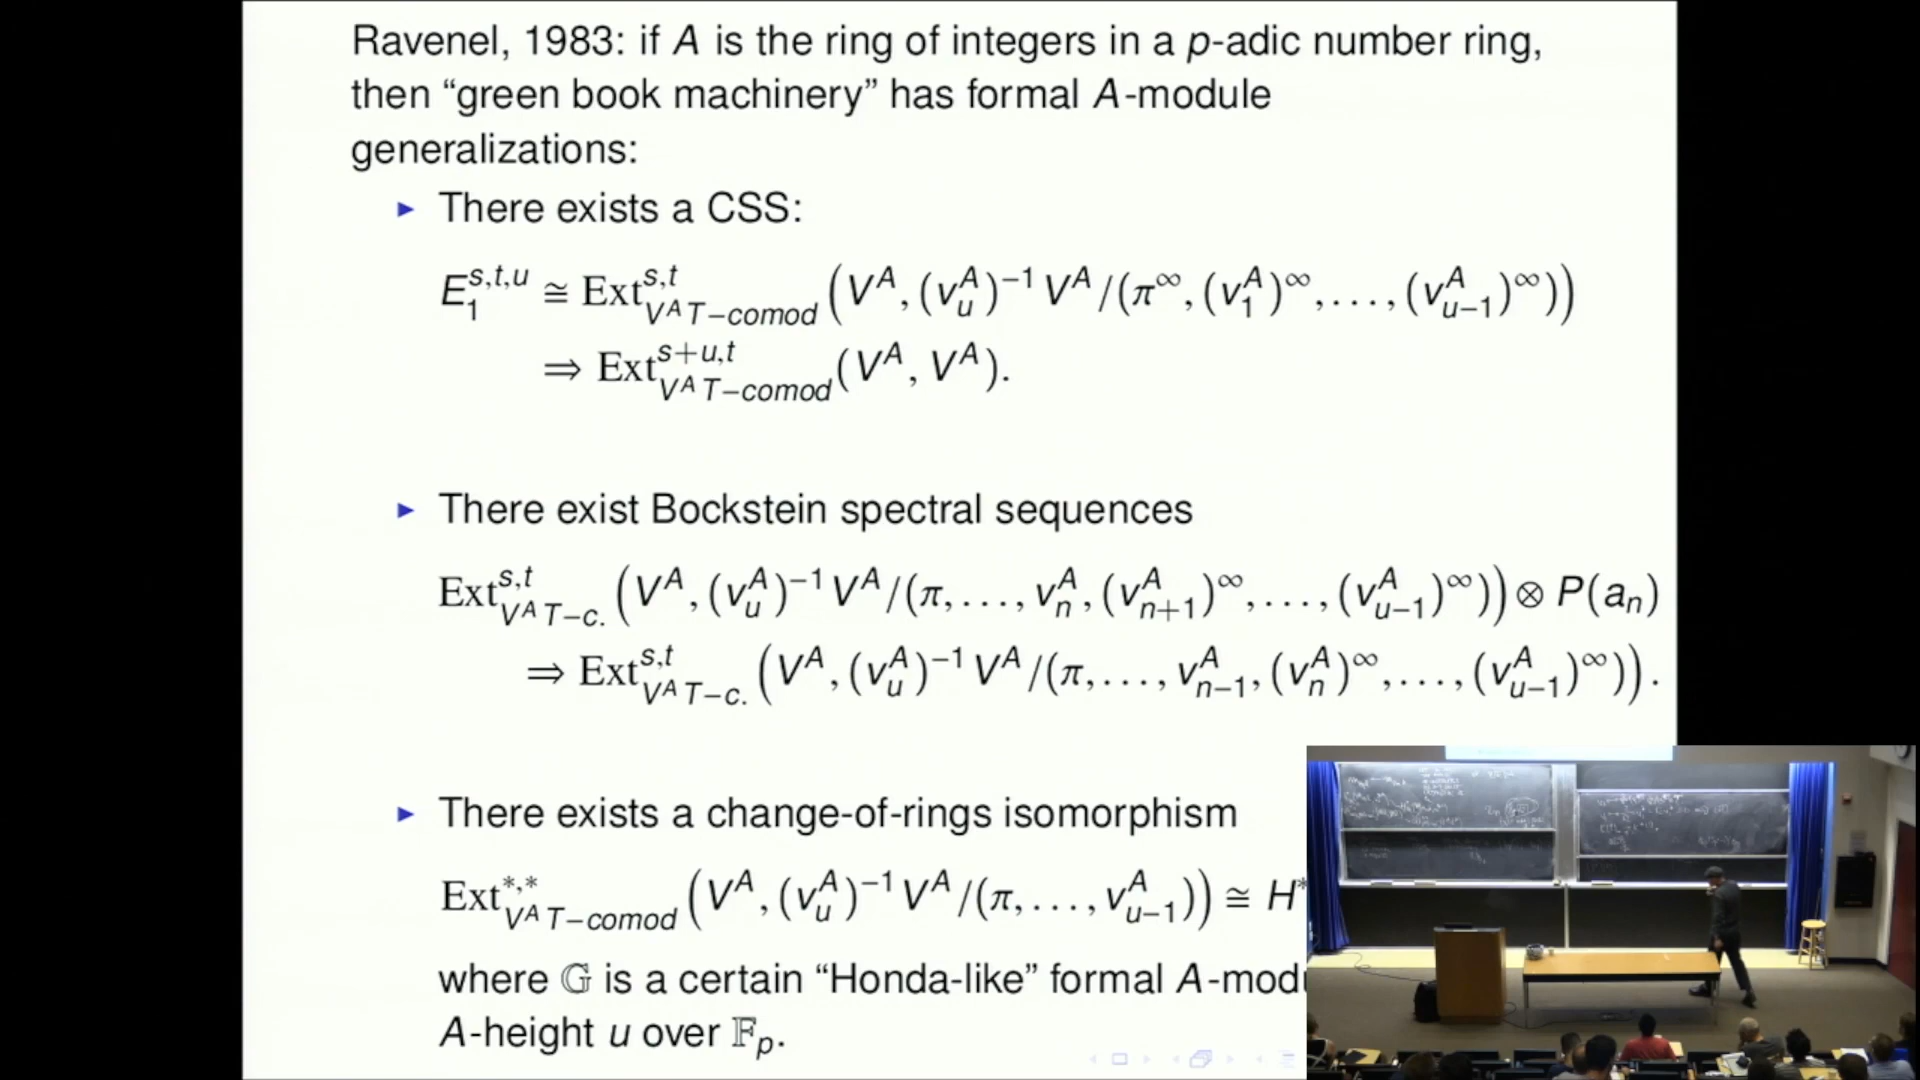 Ravenel, 1983: if A is the ring of integers in a p-adic number ring,
then “green book machinery” has formal A-module
generalizations:
▶ There exists a CSS:
E_1^{s,t,u} ≅ Ext^{s,t}_{V^A T−comod} (V^A, (v_u^A)^{−1} V^A/(π^∞, (v_1^A)^∞, . . . , (v_{u−1}^A)^∞))
⇒ Ext^{s+u,t}_{V^A T−comod} (V^A, V^A).
▶ There exist Bockstein spectral sequences
Ext^{s,t}_{V^A T−c.} (V^A, (v_u^A)^{−1} V^A/(π, . . . , v_n^A, (v_{n+1}^A)^∞, . . . , (v_{u−1}^A)^∞)) ⊗ P(a_n)
⇒ Ext^{s,t}_{V^A T−c.} (V^A, (v_u^A)^{−1} V^A/(π, . . . , v_{n−1}^A, (v_n^A)^∞, . . . , (v_{u−1}^A)^∞)).
▶ There exists a change-of-rings isomorphism
Ext^{*,*}_{V^A T−comod} (V^A, (v_u^A)^{−1} V^A/(π, . . . , v_{u−1}^A)) ≅ H^*
where 𝔾 is a certain “Honda-like” formal A-mod
A-height u over 𝔽_p.